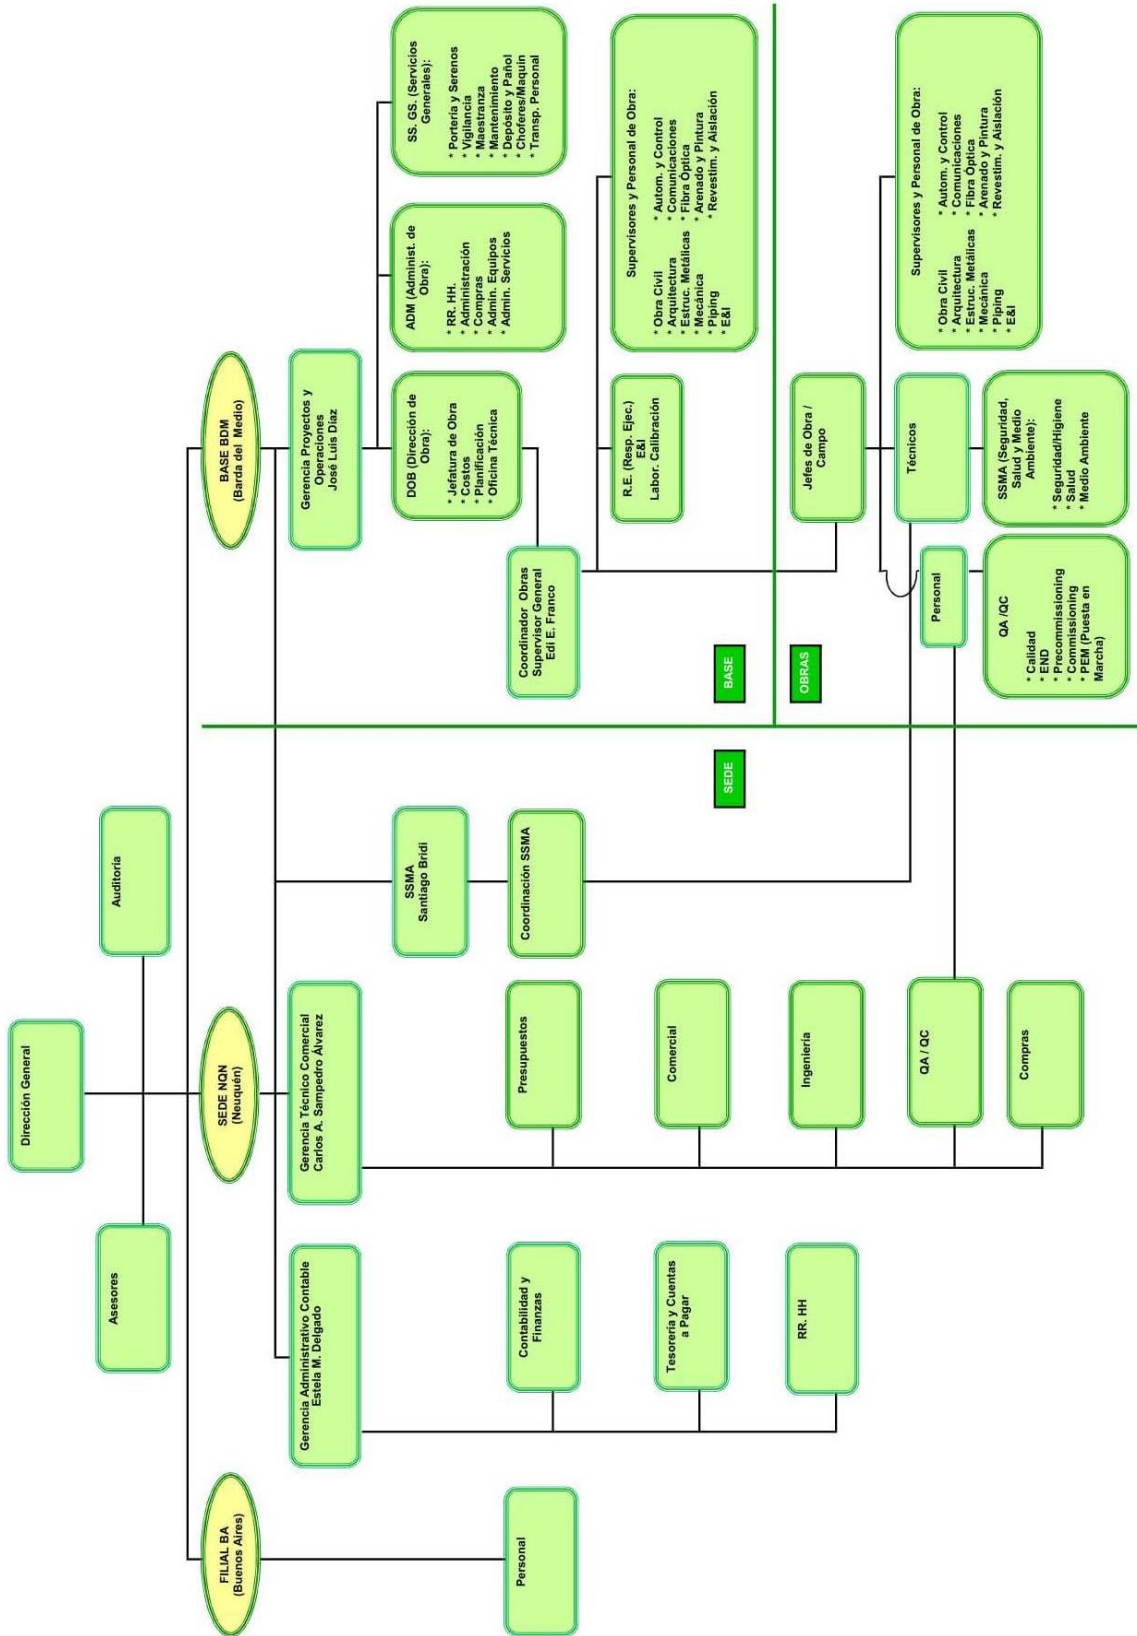 Dirección General
Asesores
Auditoria
FILIAL BA
(Buenos Aires)
SEDE NQN
(Neuquén)
BASE BDM
(Barda del Medio)
Gerencia Administrativo Contable
Estela M. Delgado
Gerencia Técnico Comercial
Carlos A. Sampedro Álvarez
Gerencia Proyectos y
Operaciones
José Luis Diaz
SSMA
Santiago Bridi
DOB (Dirección de
Obra):
* Jefatura de Obra
* Costos
* Planificación
* Oficina Técnica
ADM (Administ. de
Obra):
* RR. HH.
* Administración
* Compras
* Admin. Equipos
* Admin. Servicios
SS. GS. (Servicios
Generales):
* Portería y Serenos
* Vigilancia
* Maestranza
* Mantenimiento
* Depósito y Pañol
* Choferes/Maquin
* Transp. Personal
Personal
Contabilidad y
Finanzas
Presupuestos
Coordinación SSMA
Coordinador Obras
Supervisor General
Edi E. Franco
Tesorería y Cuentas
a Pagar
Comercial
R.E. (Resp. Ejec.)
E&I
Labor. Calibración
Supervisores y Personal de Obra:
* Obra Civil
* Arquitectura
* Estruc. Metálicas
* Mecánica
* Piping
* E&I
* Autom. y Control
* Comunicaciones
* Fibra Óptica
* Arenado y Pintura
* Revestim. y Aislación
SEDE
BASE
OBRAS
RR. HH
Ingeniería
Jefes de Obra /
Campo
QA / QC
Personal
Técnicos
Supervisores y Personal de Obra:
* Obra Civil
* Arquitectura
* Estruc. Metálicas
* Mecánica
* Piping
* E&I
* Autom. y Control
* Comunicaciones
* Fibra Óptica
* Arenado y Pintura
* Revestim. y Aislación
Compras
QA /QC
* Calidad
* END
* Precommissioning
* Commissioning
* PEM (Puesta en
Marcha)
SSMA (Seguridad,
Salud y Medio
Ambiente):
* Seguridad/Higiene
* Salud
* Medio Ambiente